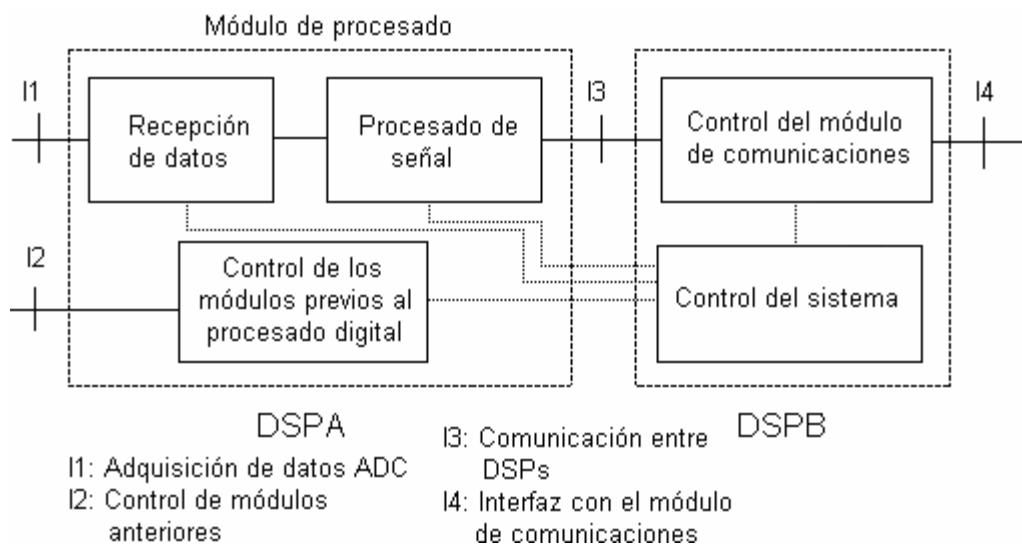 Módulo de procesado
I1
Recepción
de datos
Procesado de
señal
I3
Control del módulo
de comunicaciones
I4
I2
Control de los
módulos previos al
procesado digital
Control del sistema
DSPA
DSPB
I1: Adquisición de datos ADC
I2: Control de módulos
anteriores
I3: Comunicación entre
DSPs
I4: Interfaz con el módulo
de comunicaciones